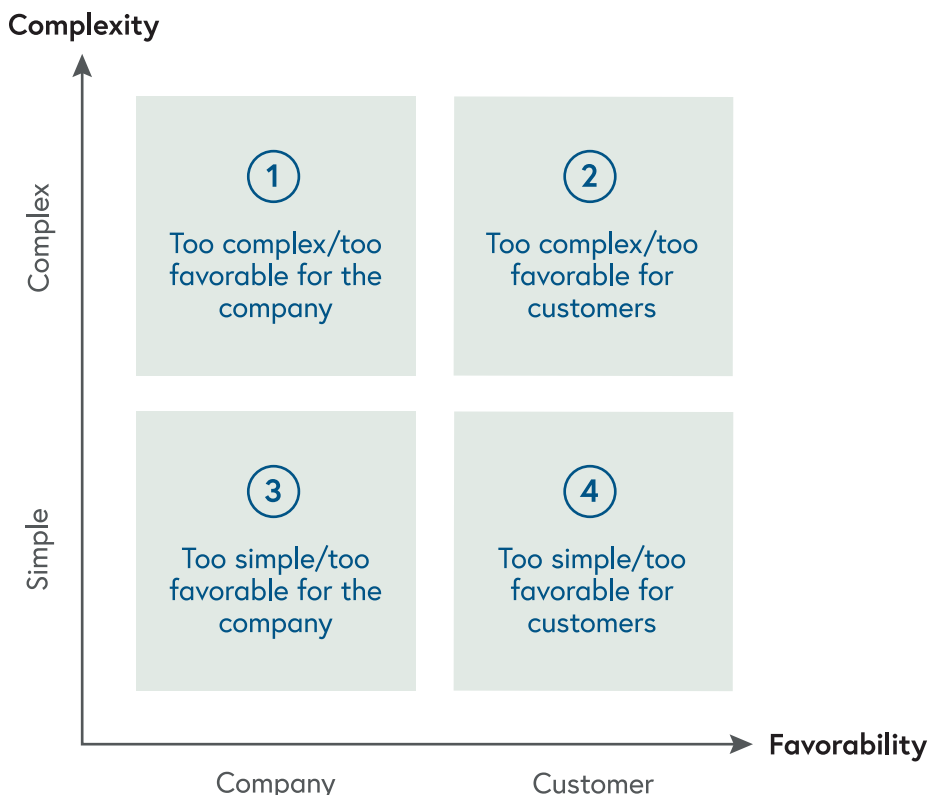 Complexity
Complex
1
Too complex/too
favorable for the
company
2
Too complex/too
favorable for
customers
Simple
3
Too simple/too
favorable for the
company
4
Too simple/too
favorable for
customers
Favorability
Company
Customer